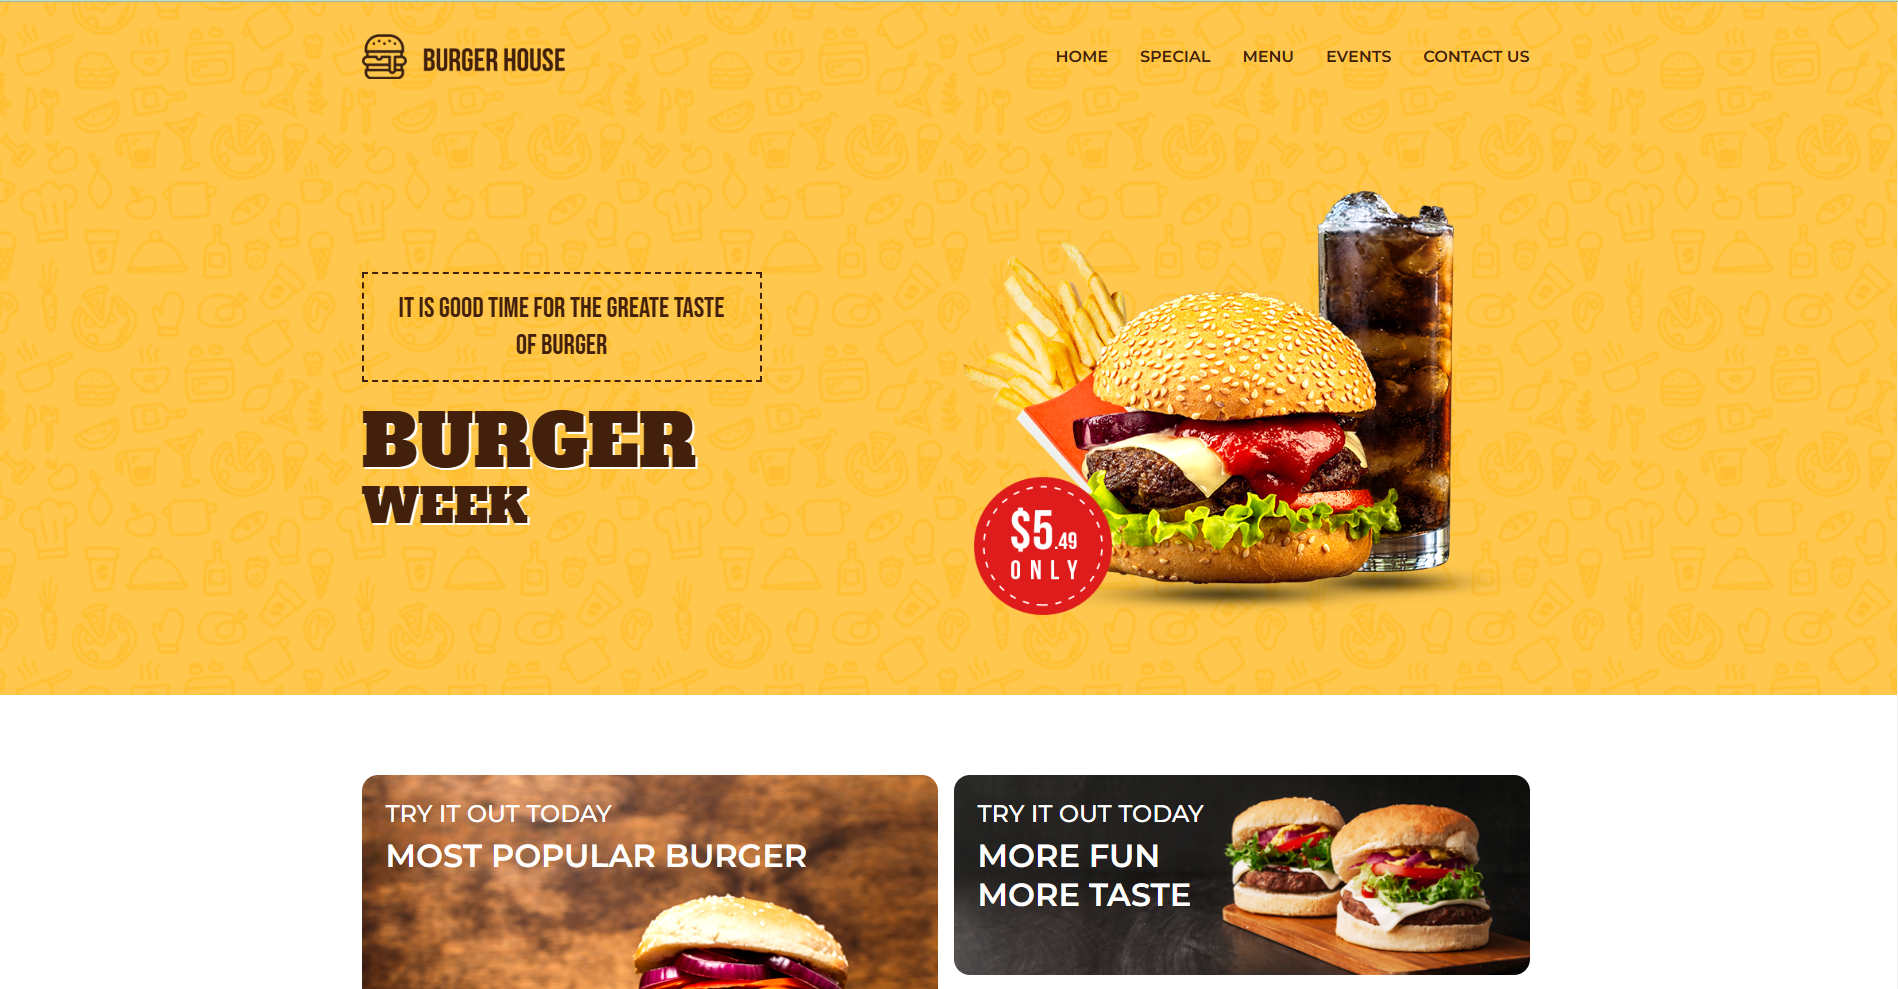 BURGER HOUSE
HOME SPECIAL MENU EVENTS CONTACT US
IT IS GOOD TIME FOR THE GREATE TASTE
OF BURGER
BURGER
WEEK
$5.49
ONLY
TRY IT OUT TODAY
MOST POPULAR BURGER
TRY IT OUT TODAY
MORE FUN
MORE TASTE